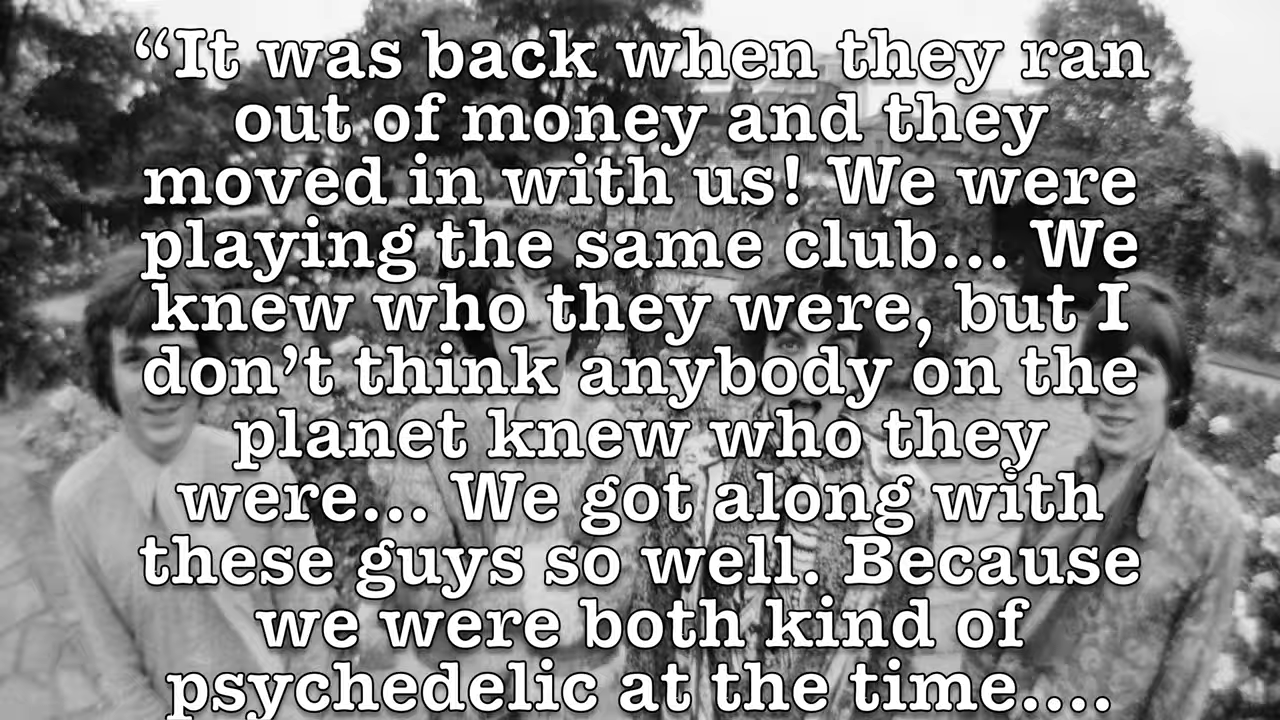 “It was back when they ran
out of money and they
moved in with us! We were
playing the same club... We
knew who they were, but I
don’t think anybody on the
planet knew who they
were... We got along with
these guys so well. Because
we were both kind of
psychedelic at the time....